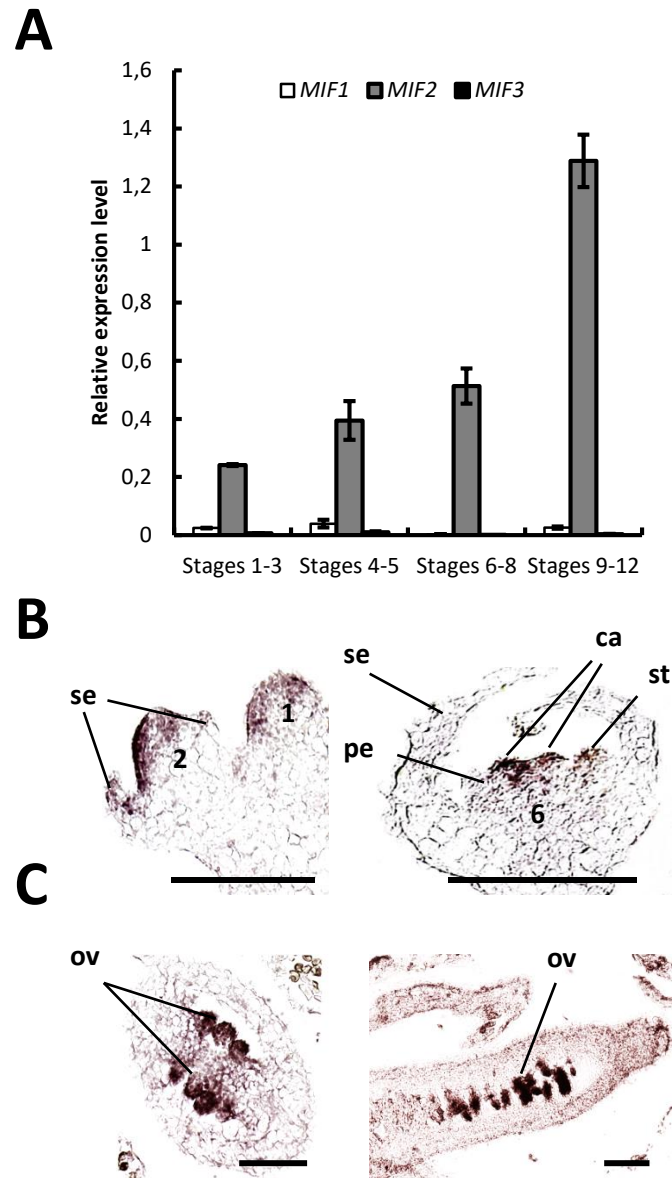 A
1,6
MIF1 MIF2 MIF3
1,4
1,2
1
0,8
0,6
0,4
0,2
0
Relative expression level
Stages 1-3 Stages 4-5 Stages 6-8 Stages 9-12
B
se
1
2
se
ca
st
pe
6
C
ov
ov